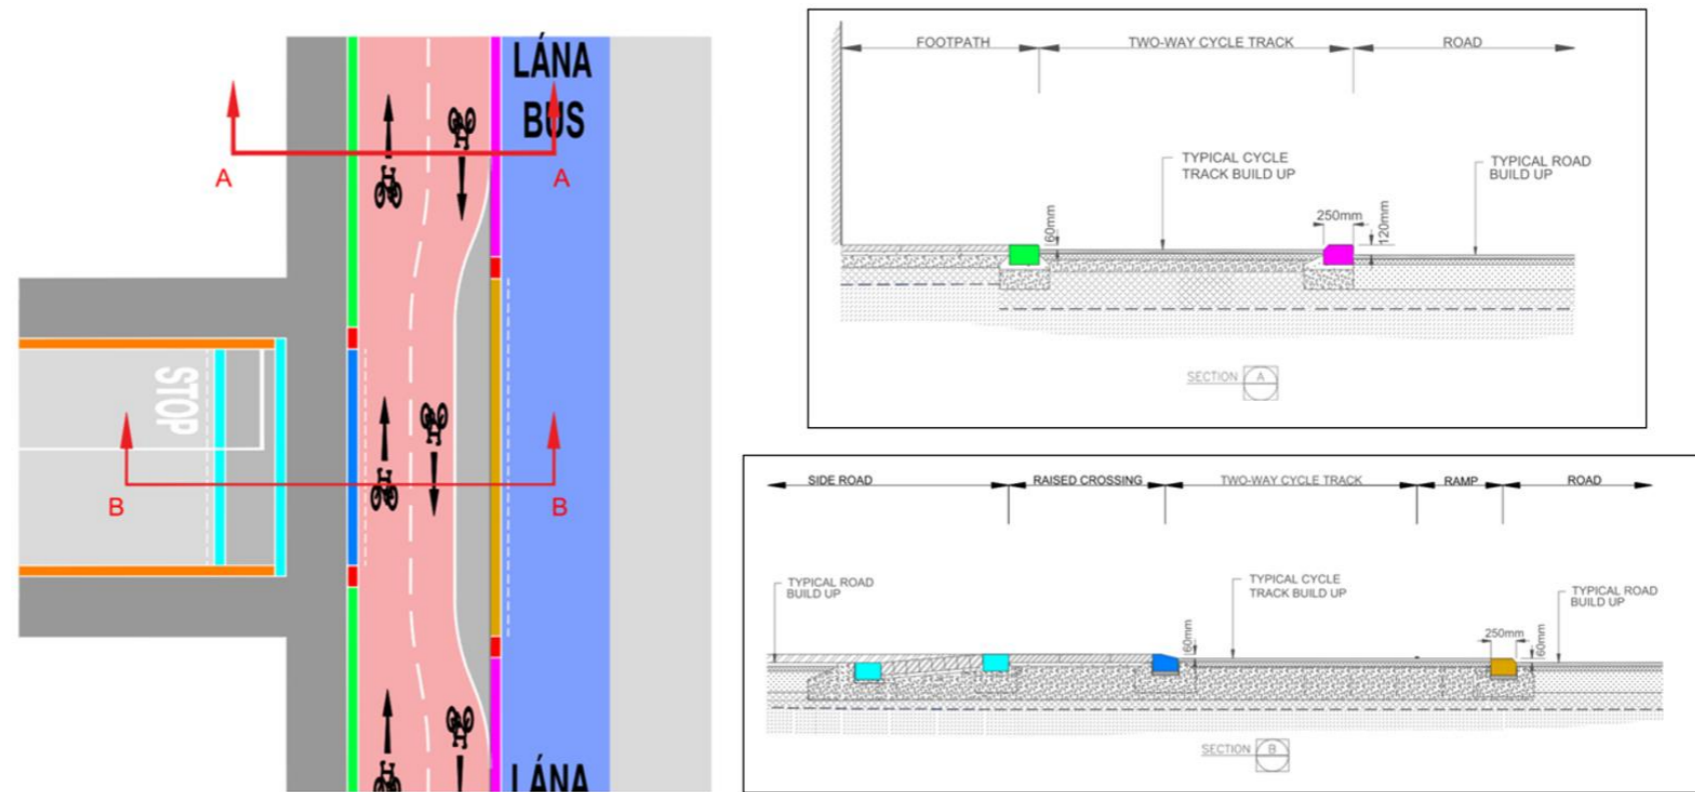 LÁNA
BUS
A
A
STOP
B
B
LÁNA
FOOTPATH
TWO-WAY CYCLE TRACK
ROAD
TYPICAL CYCLE
TRACK BUILD UP
TYPICAL ROAD
BUILD UP
60mm
250mm
120mm
SECTION A
SIDE ROAD
RAISED CROSSING
TWO-WAY CYCLE TRACK
RAMP
ROAD
TYPICAL ROAD
BUILD UP
TYPICAL CYCLE
TRACK BUILD UP
TYPICAL ROAD
BUILD UP
60mm
250mm
60mm
SECTION B